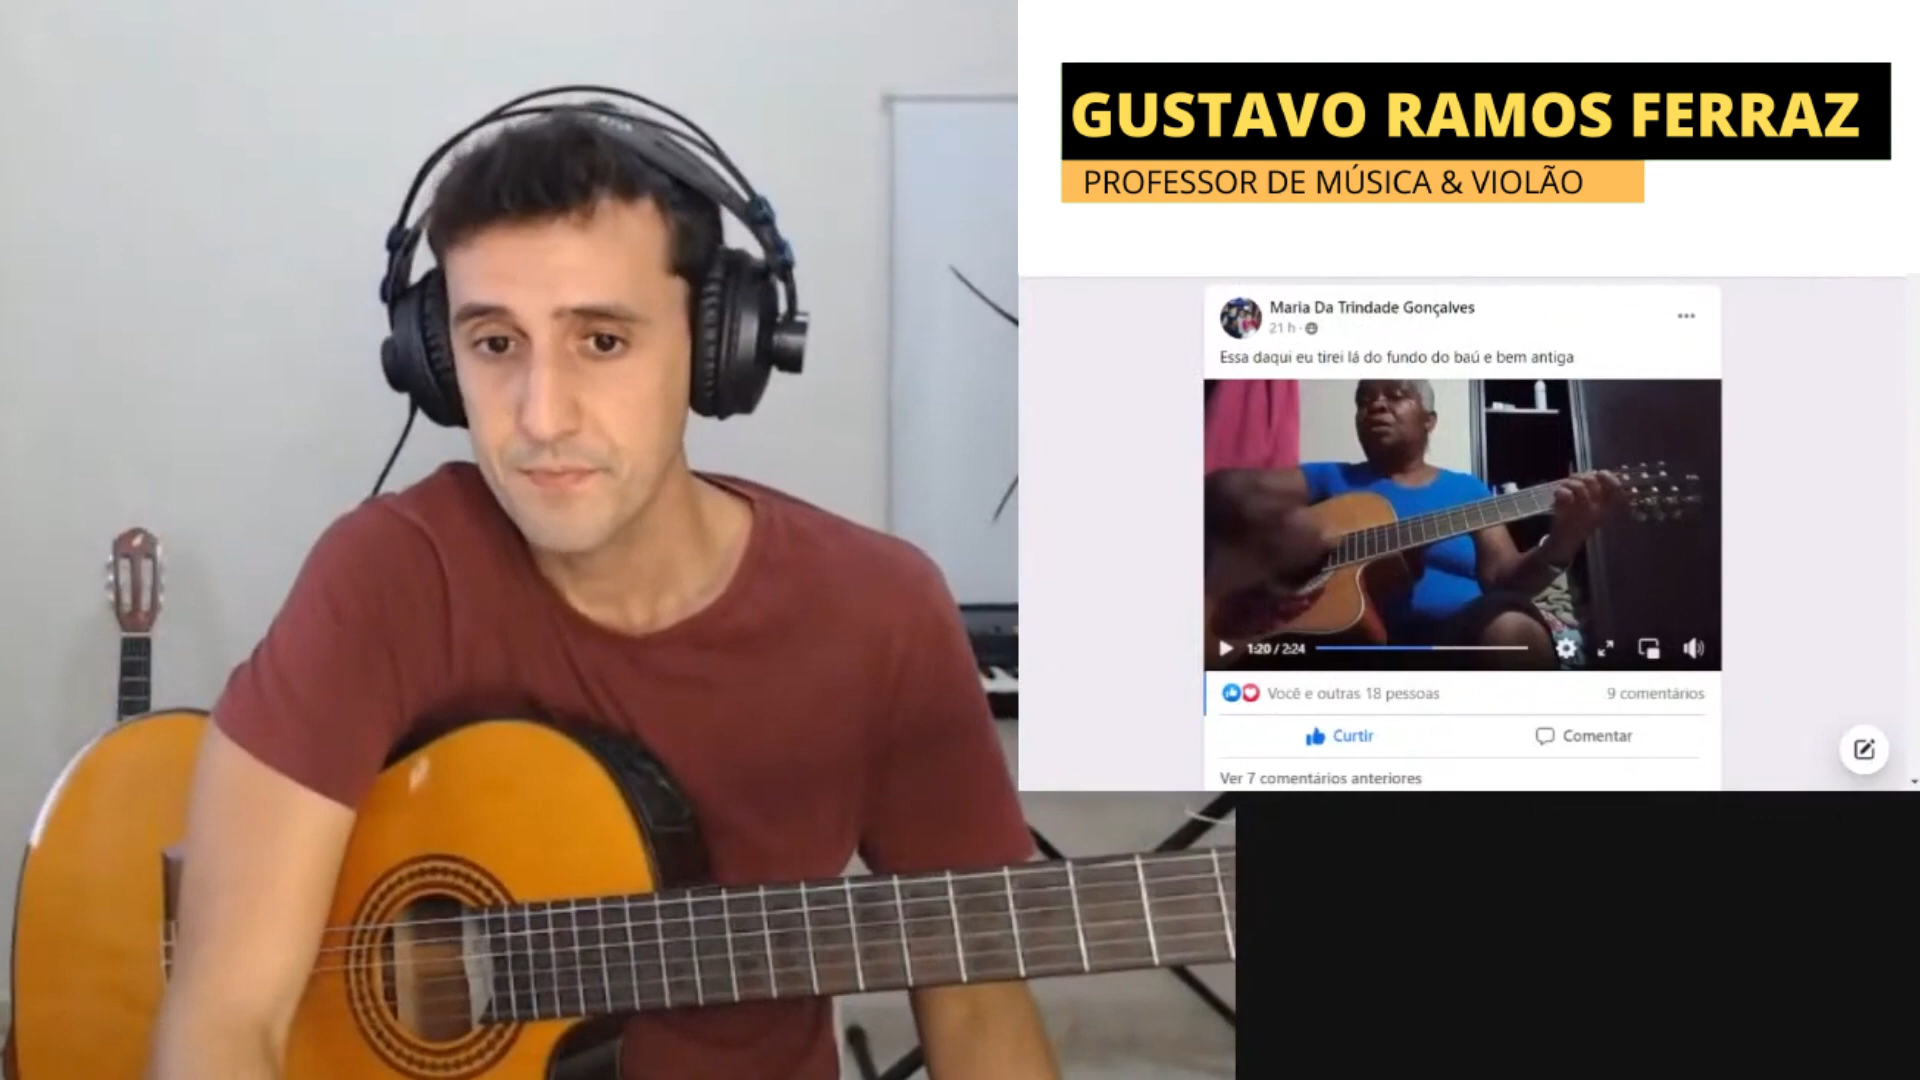 GUSTAVO RAMOS FERRAZ
PROFESSOR DE MÚSICA & VIOLÃO
Maria Da Trindade Gonçalves
21 h ·
Essa daqui eu tirei lá do fundo do baú e bem antiga
1:20 / 2:24
Você e outras 18 pessoas
9 comentários
Curtir
Comentar
Ver 7 comentários anteriores